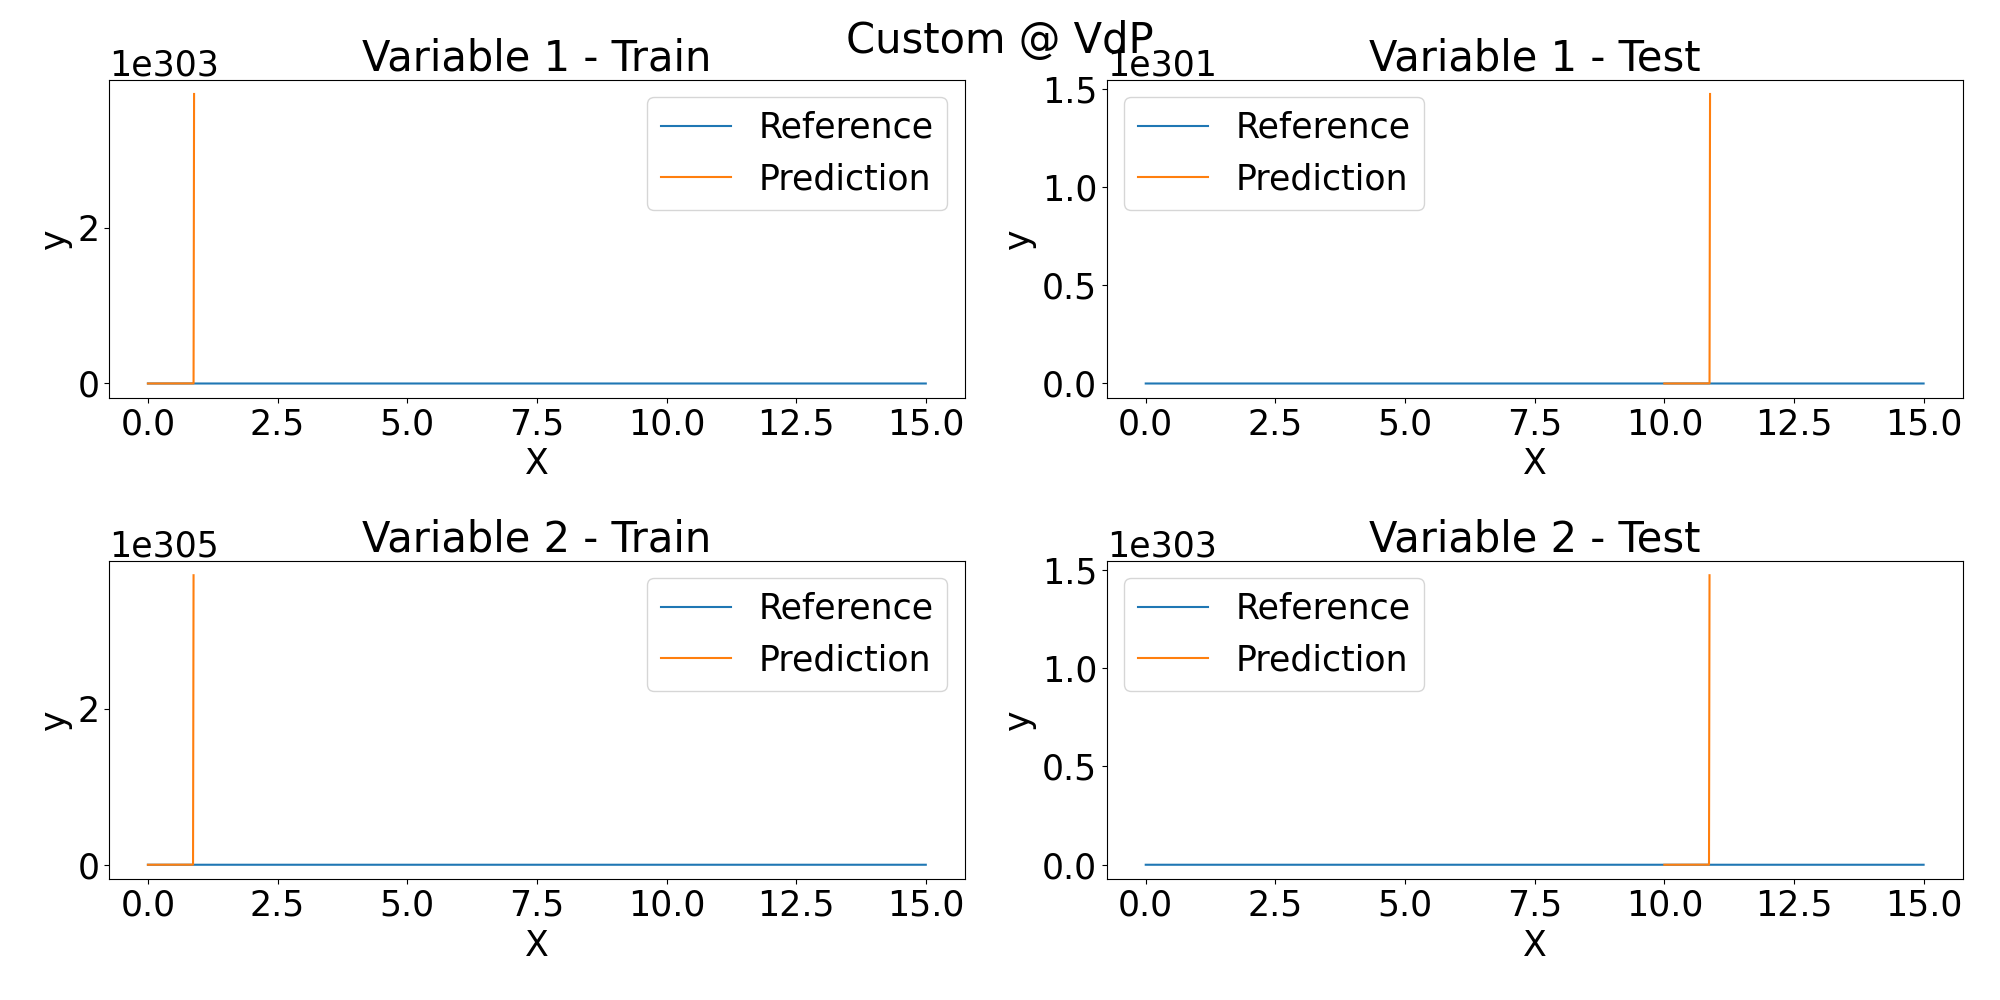 Custom @ VdP
Variable 1 - Train
1e303
y
2
0
Reference
Prediction
0.0 2.5 5.0 7.5 10.0 12.5 15.0
X
Variable 1 - Test
1e301
y
1.5
1.0
0.5
0.0
Reference
Prediction
0.0 2.5 5.0 7.5 10.0 12.5 15.0
X
Variable 2 - Train
1e305
y
2
0
Reference
Prediction
0.0 2.5 5.0 7.5 10.0 12.5 15.0
X
Variable 2 - Test
1e303
y
1.5
1.0
0.5
0.0
Reference
Prediction
0.0 2.5 5.0 7.5 10.0 12.5 15.0
X